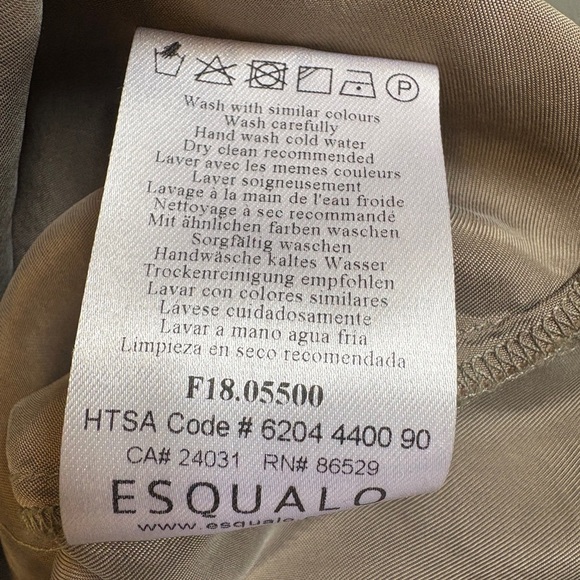 P
Wash with similar colours
Wash carefully
Hand wash cold water
Dry clean recommended
Laver avec les memes couleurs
Laver soigneusement
Lavage à la main de l'eau froide
Nettoyage à sec recommandé
Mit ähnlichen farben waschen
Sorgfältig waschen
Handwäsche kaltes Wasser
Trockenreinigung empfohlen
Lavar con colores similares
Lavese cuidadosamente
Lavar a mano agua fria
Limpieza en seco recomendada
F18.05500
HTSA Code # 6204 4400 90
CA# 24031 RN# 86529
ESQUALO
www.esqualo.